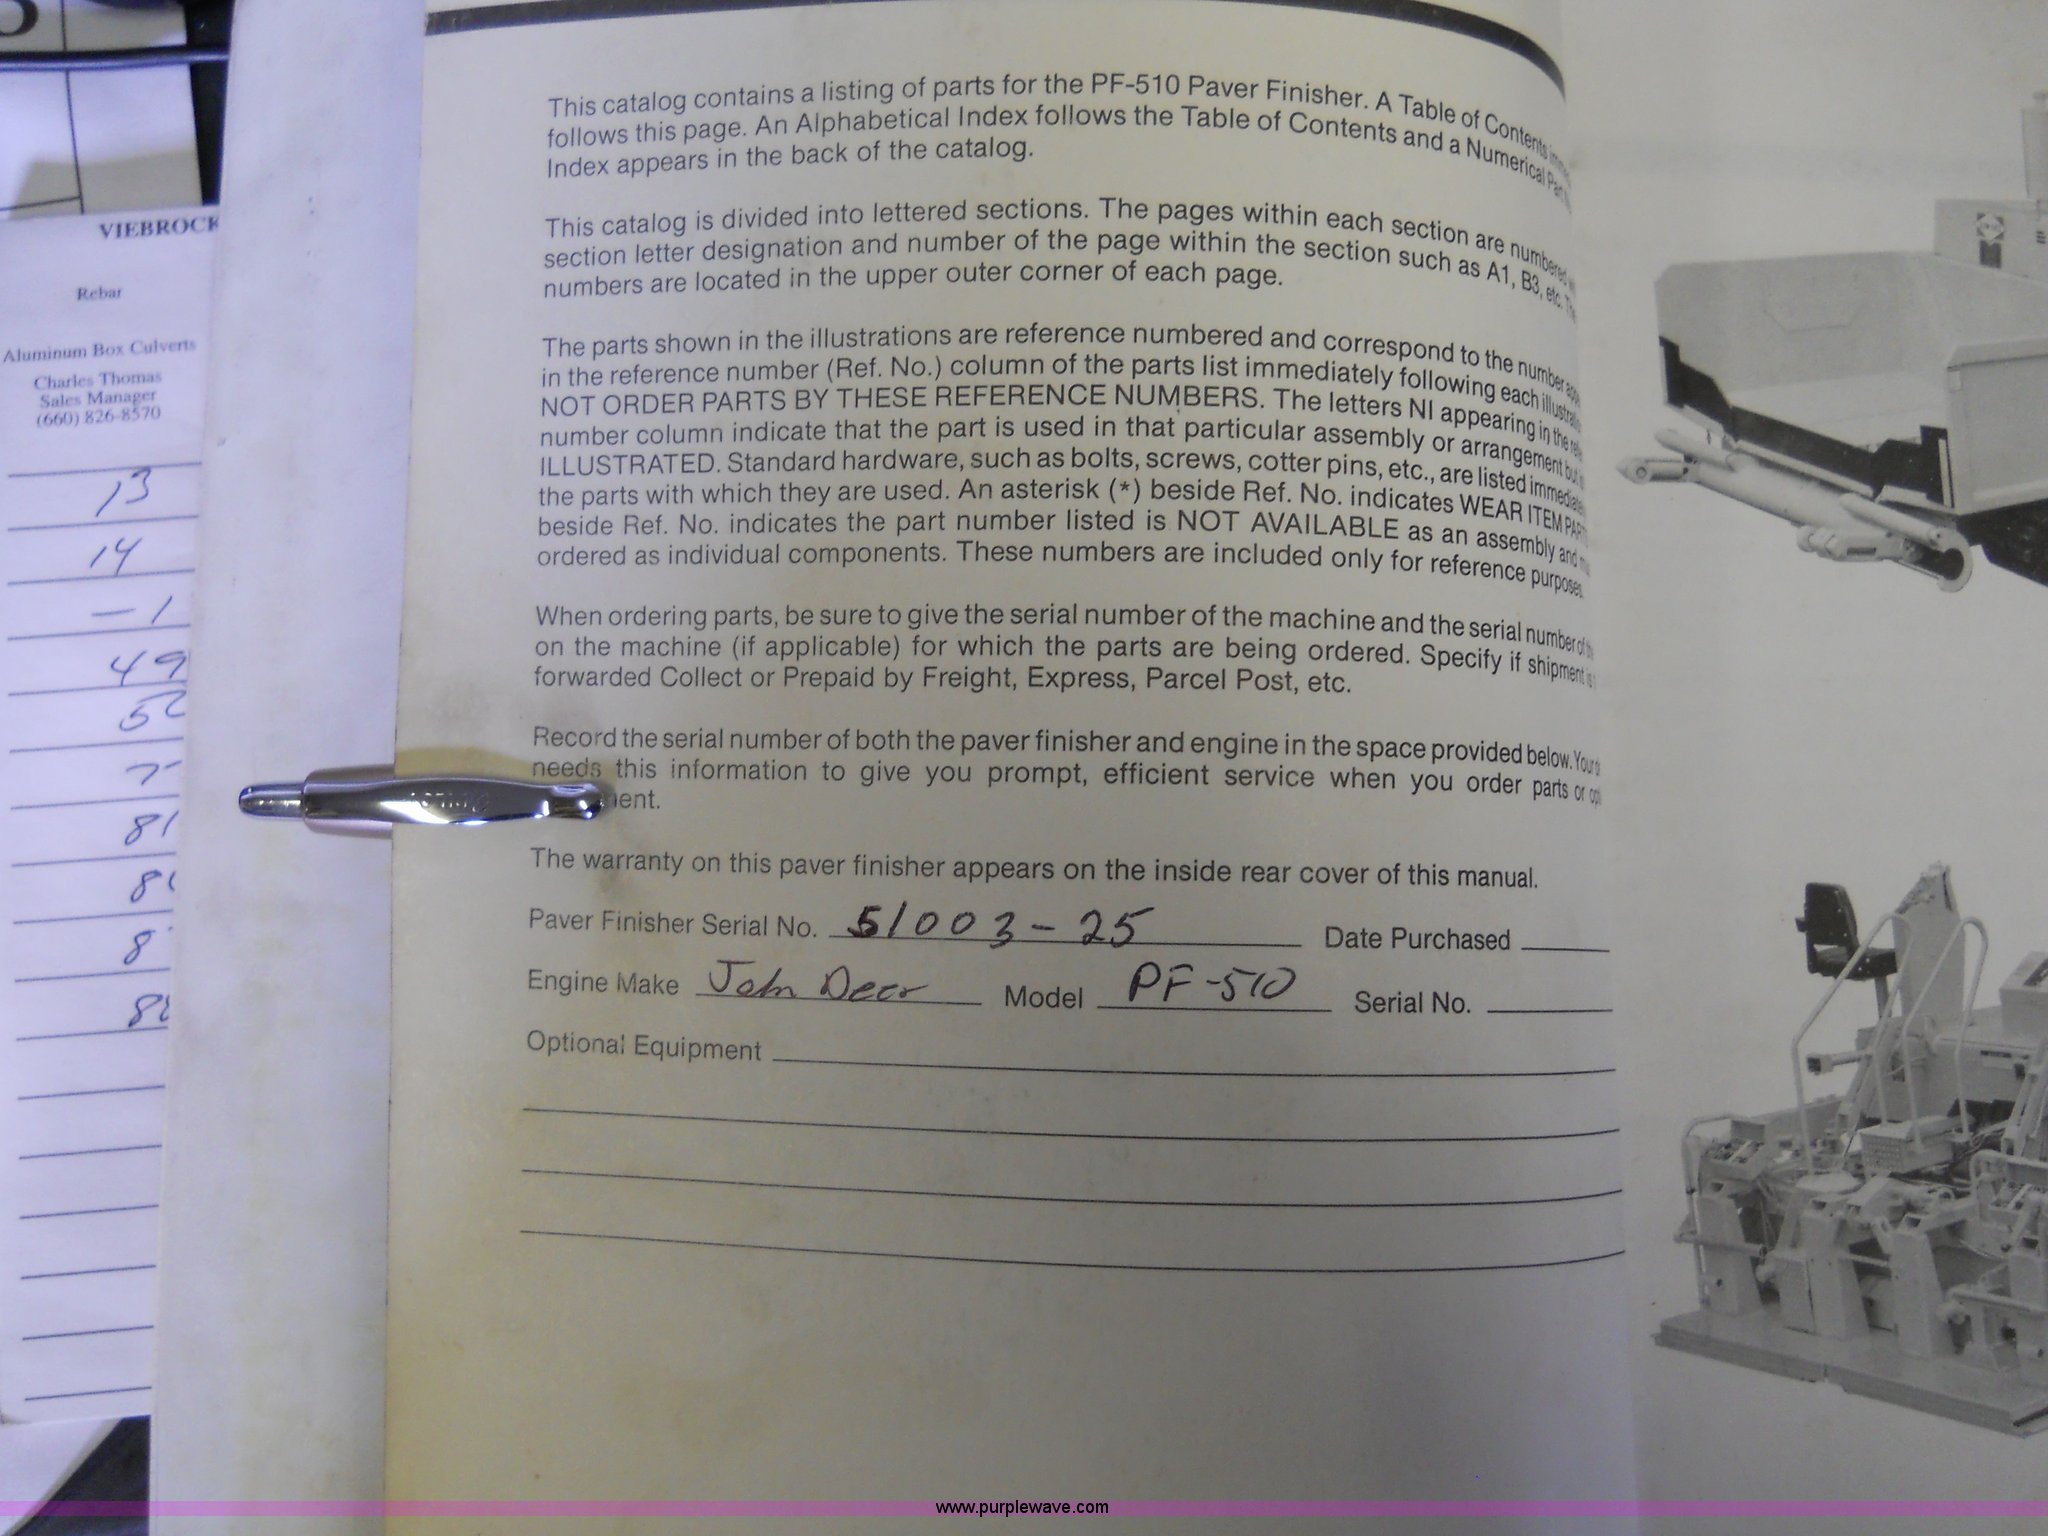 VIEBROCK
Rebar
Aluminum Box Culverts
Charles Thomas
Sales Manager
(660) 826-8570
13
14
-1
49
81
This catalog contains a listing of parts for the PF-510 Paver Finisher. A Table of Contents
follows this page. An Alphabetical Index follows the Table of Contents and a Numerical Part
Index appears in the back of the catalog.
This catalog is divided into lettered sections. The pages within each section are numbered
section letter designation and number of the page within the section such as A1, B3, etc.
numbers are located in the upper outer corner of each page.
The parts shown in the illustrations are reference numbered and correspond to the number
in the reference number (Ref. No.) column of the parts list immediately following each
NOT ORDER PARTS BY THESE REFERENCE NUMBERS. The letters NI appearing in the
number column indicate that the part is used in that particular assembly or arrangement but
ILLUSTRATED. Standard hardware, such as bolts, screws, cotter pins, etc., are listed
the parts with which they are used. An asterisk (*) beside Ref. No. indicates WEAR ITEM
beside Ref. No. indicates the part number listed is NOT AVAILABLE as an assembly and
ordered as individual components. These numbers are included only for reference purposes.
When ordering parts, be sure to give the serial number of the machine and the serial number of
on the machine (if applicable) for which the parts are being ordered. Specify if shipment is
forwarded Collect or Prepaid by Freight, Express, Parcel Post, etc.
Record the serial number of both the paver finisher and engine in the space provided below. Your
needs this information to give you prompt, efficient service when you order parts or
ent.
The warranty on this paver finisher appears on the inside rear cover of this manual.
Paver Finisher Serial No. 51003-25 Date Purchased
Engine Make John Deer Model PF-510 Serial No.
Optional Equipment
www.purplewave.com